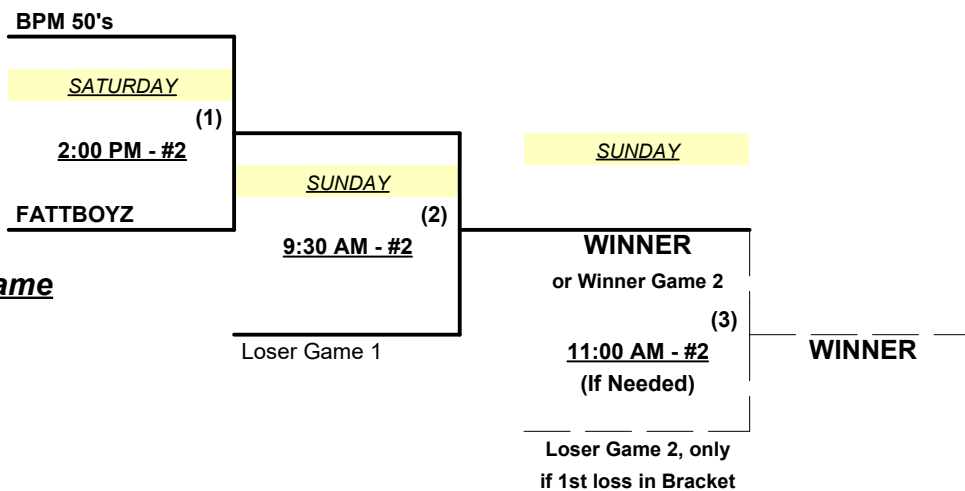 BPM 50's
SATURDAY
(1)
2:00 PM - #2
FATTBOYZ
SUNDAY
(2)
9:30 AM - #2
Loser Game 1
SUNDAY
WINNER
or Winner Game 2
(3)
11:00 AM - #2
(If Needed)
Loser Game 2, only
if 1st loss in Bracket
WINNER